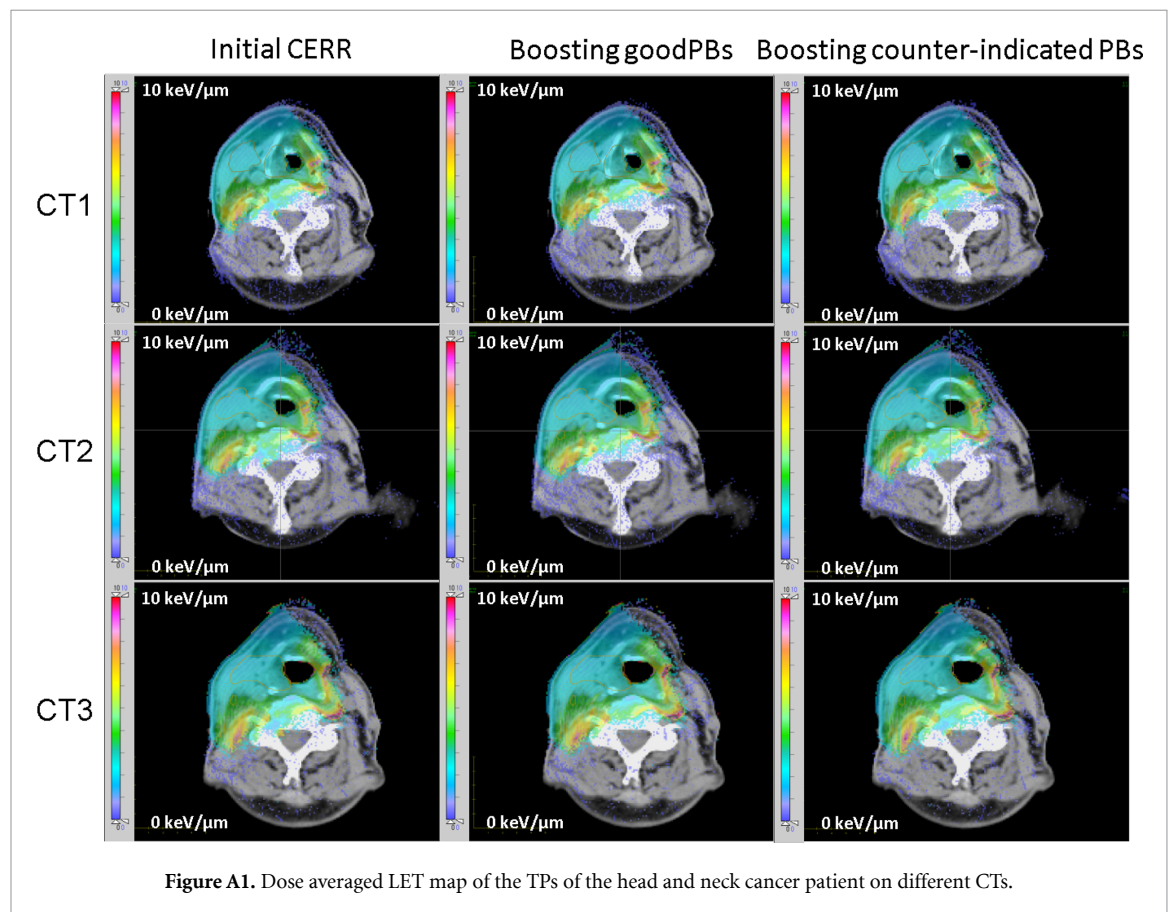 Initial CERR
Boosting goodPBs
Boosting counter-indicated PBs
CT1
10 keV/μm
10 keV/μm
10 keV/μm
0 keV/μm
0 keV/μm
0 keV/μm
CT2
10 keV/μm
10 keV/μm
10 keV/μm
0 keV/μm
0 keV/μm
0 keV/μm
CT3
10 keV/μm
10 keV/μm
10 keV/μm
0 keV/μm
0 keV/μm
0 keV/μm
Figure A1. Dose averaged LET map of the TPs of the head and neck cancer patient on different CTs.